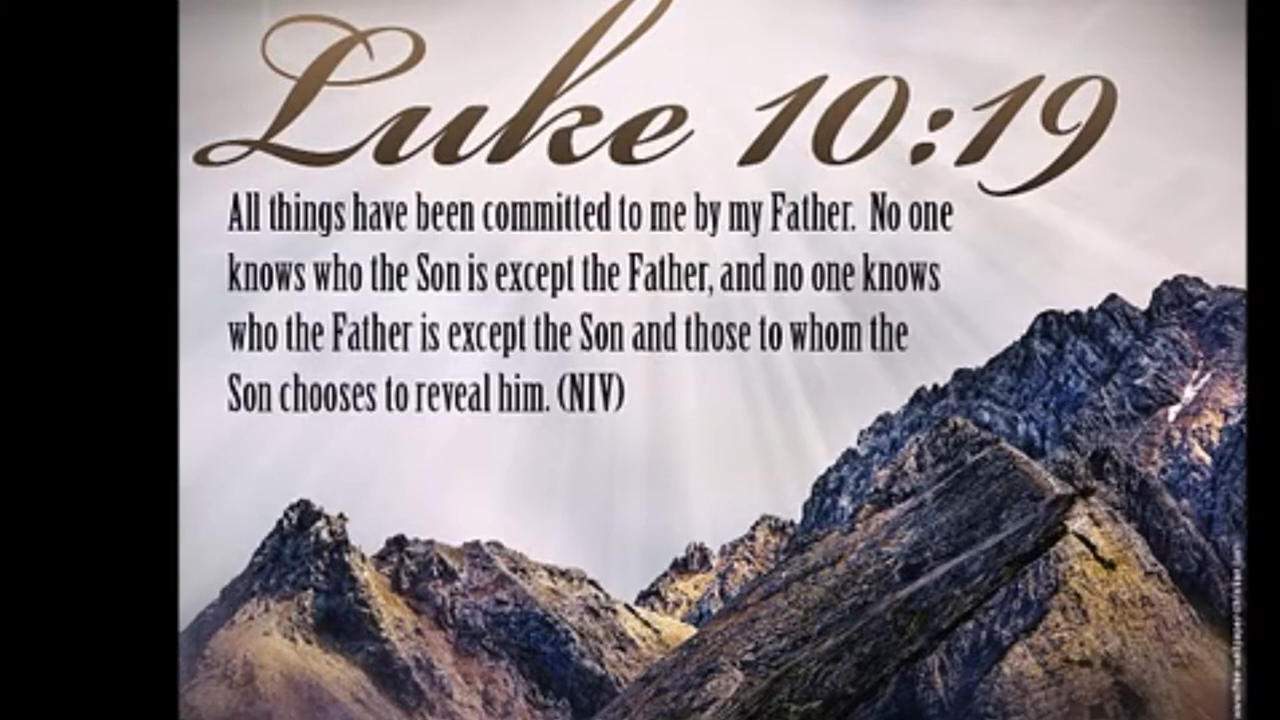 Luke 10:19
All things have been committed to me by my Father. No one
knows who the Son is except the Father, and no one knows
who the Father is except the Son and those to whom the
Son chooses to reveal him. (NIV)